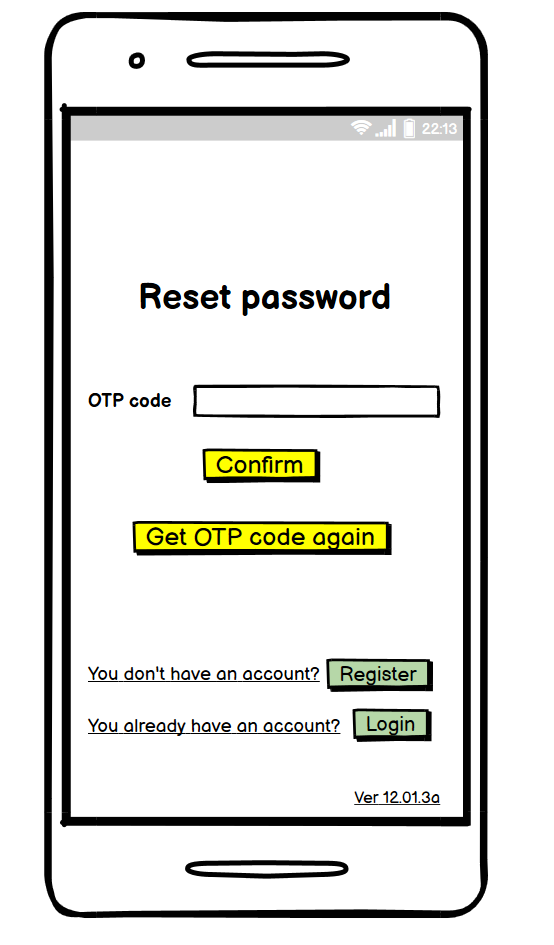 22:13
Reset password
OTP code
Confirm
Get OTP code again
You don't have an account? Register
You already have an account? Login
Ver 12.01.3a